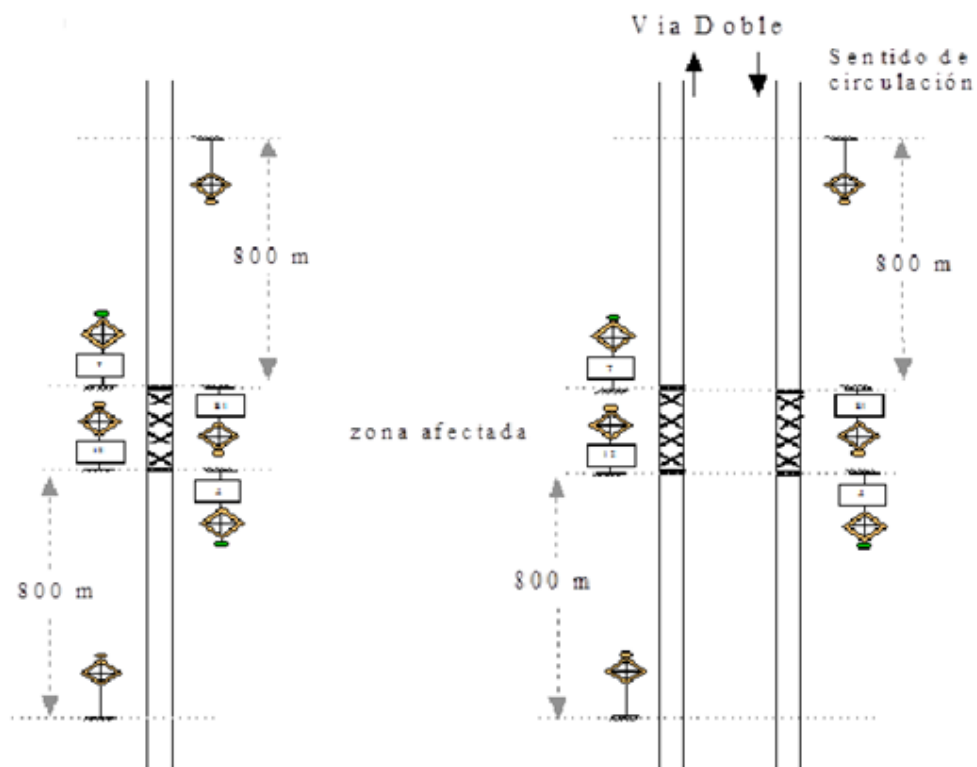 Via Doble
Sentido de
circulación
800 m
800 m
T
T
zona afectada
800 m
800 m